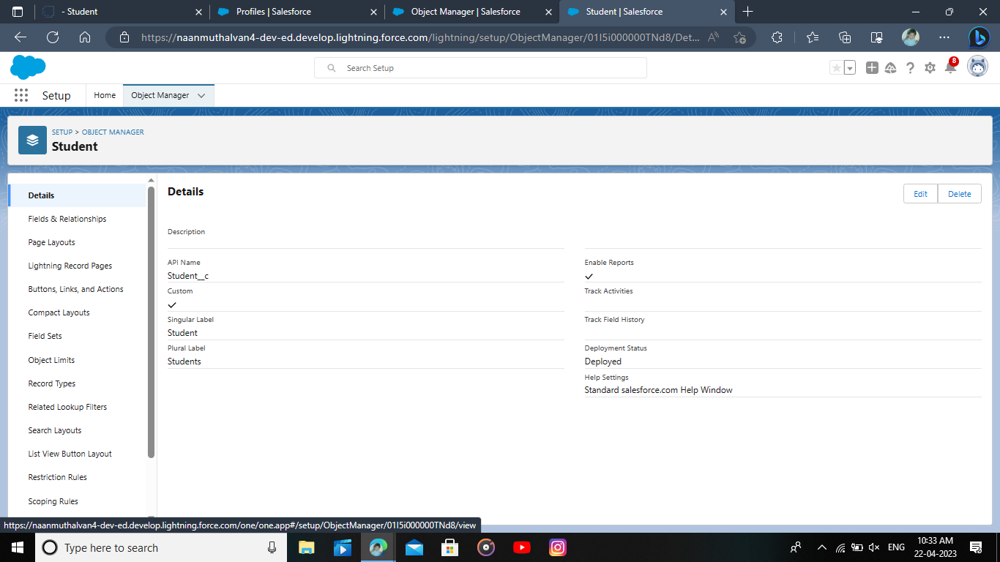 - Student
Profiles | Salesforce
Object Manager | Salesforce
Student | Salesforce
https://naanmuthalvan4-dev-ed.develop.lightning.force.com/lightning/setup/ObjectManager/01I5i000000TNd8/Det...
Search Setup
8
Setup
Home
Object Manager
SETUP > OBJECT MANAGER
Student
Details
Fields & Relationships
Page Layouts
Lightning Record Pages
Buttons, Links, and Actions
Compact Layouts
Field Sets
Object Limits
Record Types
Related Lookup Filters
Search Layouts
List View Button Layout
Restriction Rules
Scoping Rules
Details
Edit
Delete
Description
API Name
Student__c
Custom
Singular Label
Student
Plural Label
Students
Enable Reports
Track Activities
Track Field History
Deployment Status
Deployed
Help Settings
Standard salesforce.com Help Window
https://naanmuthalvan4-dev-ed.develop.lightning.force.com/one/one.app#/setup/ObjectManager/01I5i000000TNd8/view
Type here to search
ENG
10:33 AM
22-04-2023